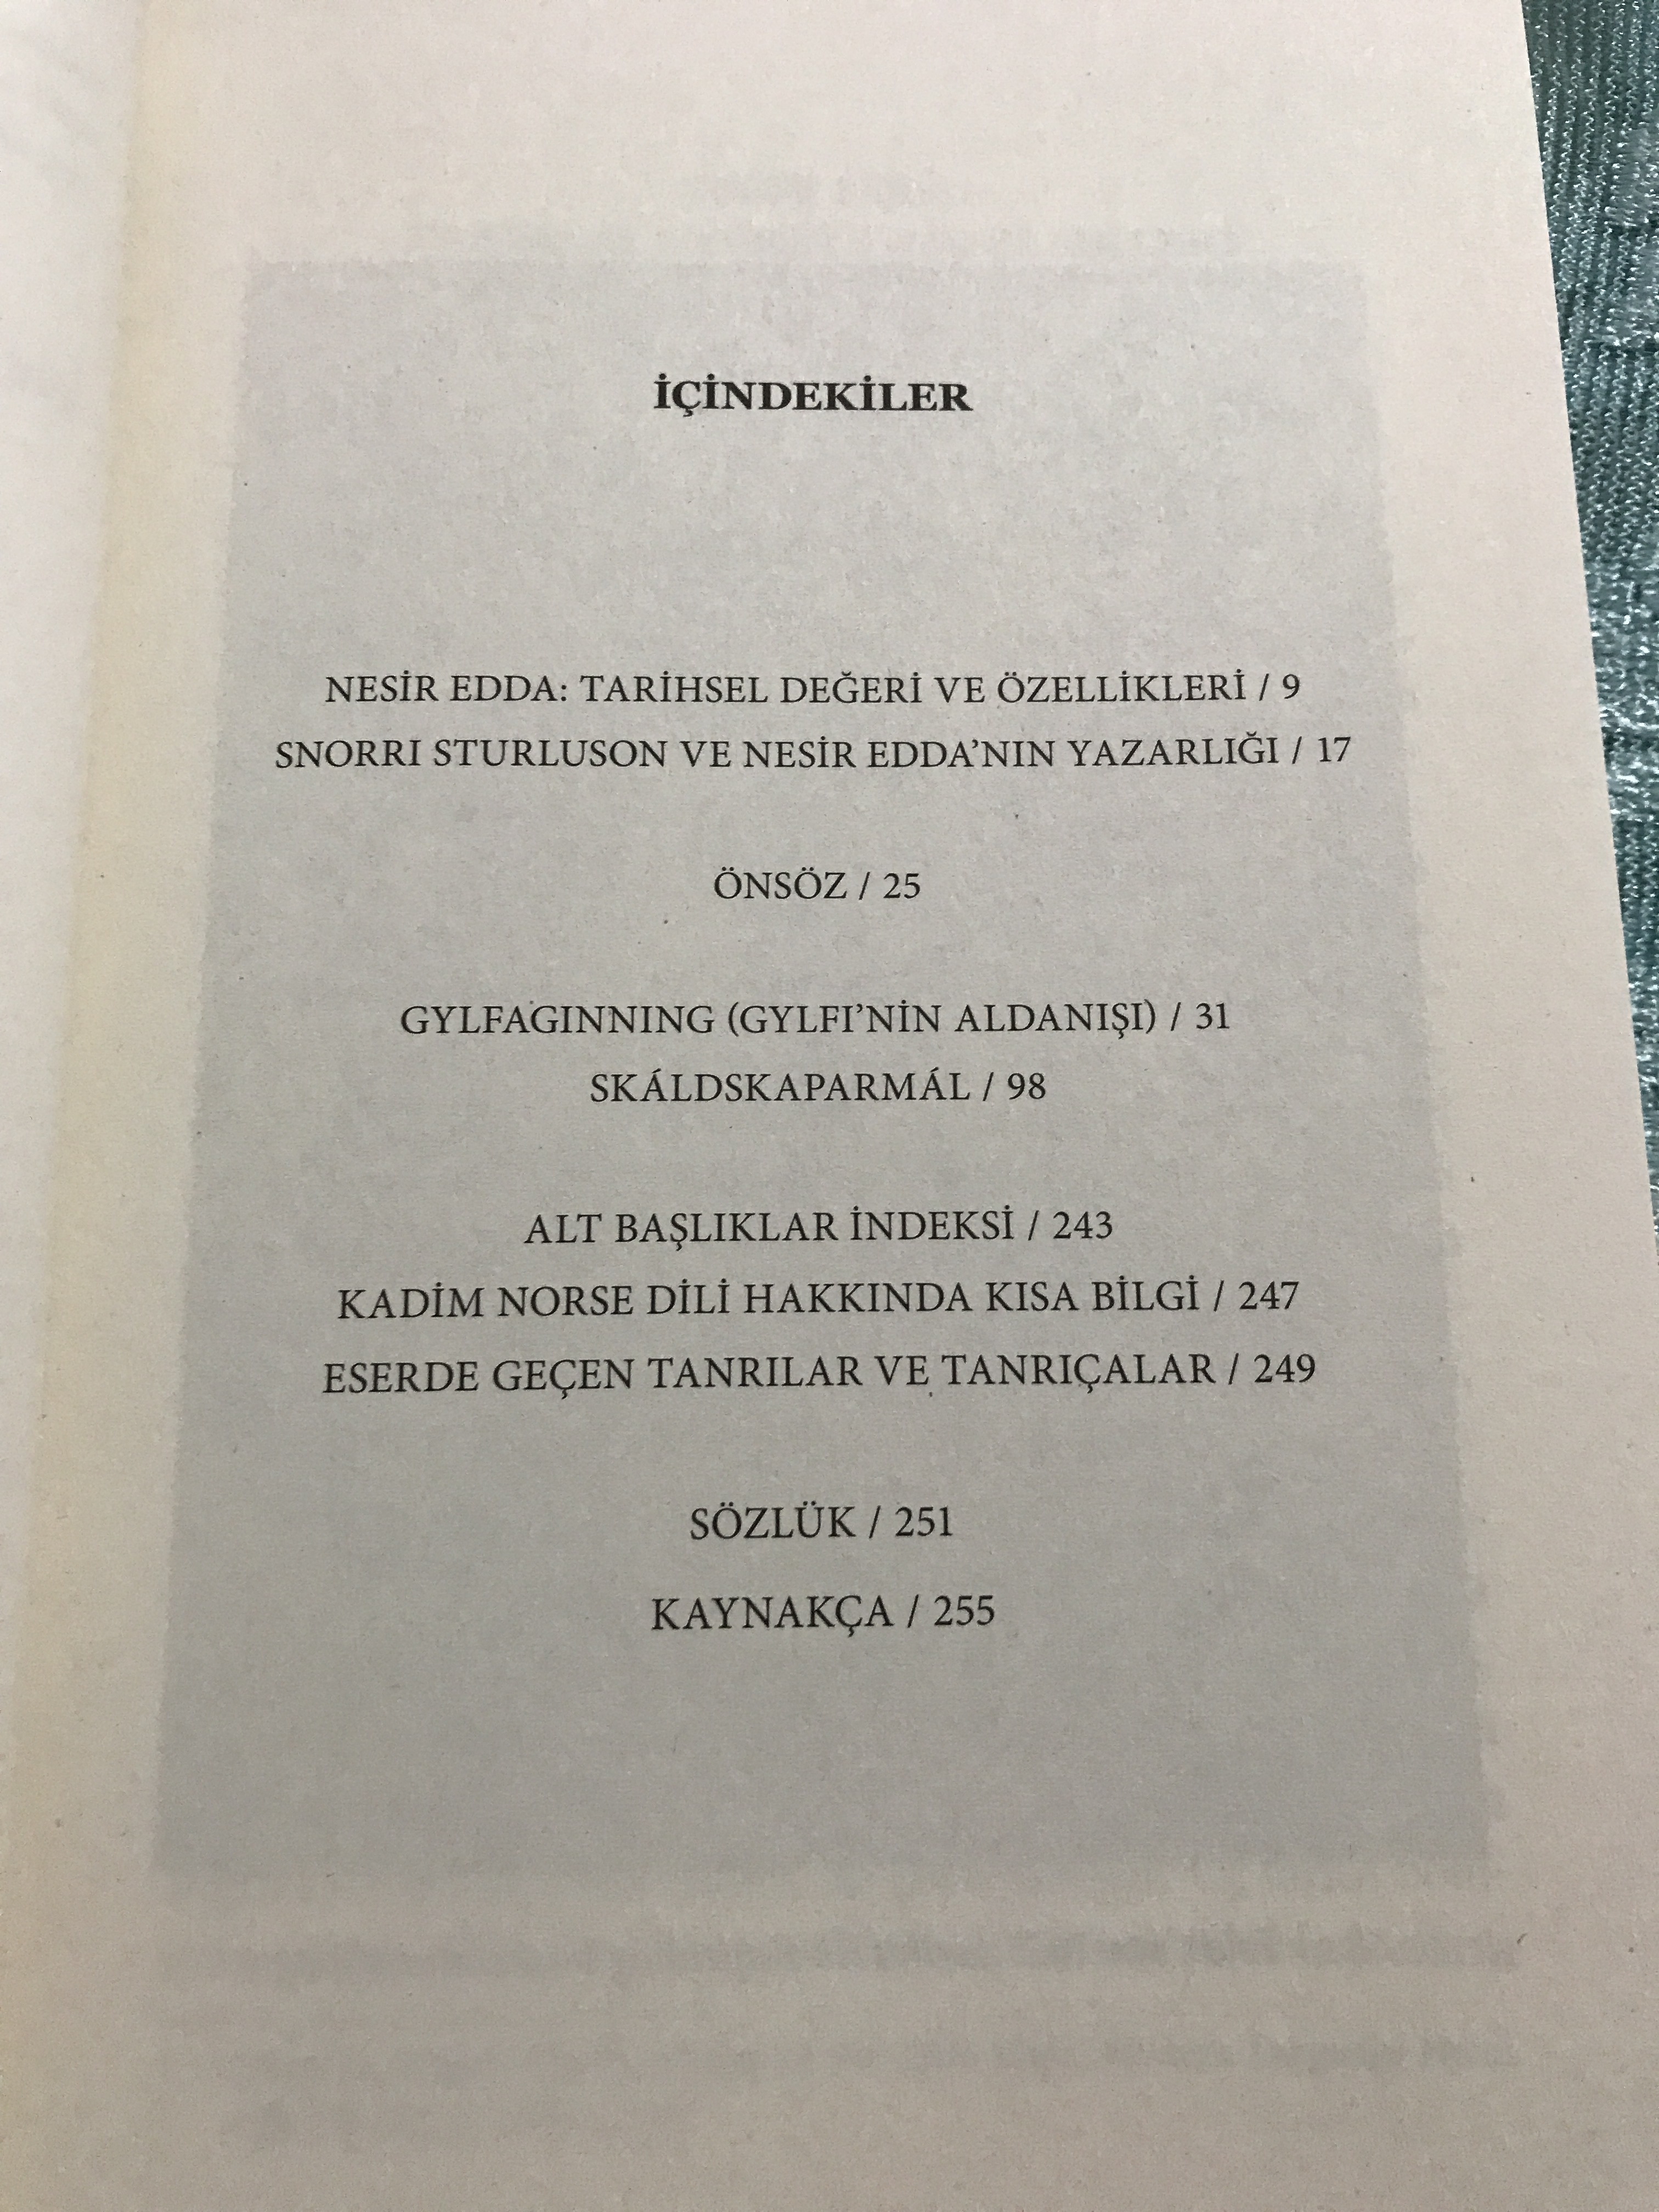 İÇİNDEKİLER
NESİR EDDA: TARİHSEL DEĞERİ VE ÖZELLİKLERİ / 9
SNORRI STURLUSON VE NESİR EDDA’NIN YAZARLIĞI / 17
ÖNSÖZ / 25
GYLFAGINNING (GYLFI’NİN ALDANIŞI) / 31
SKÁLDSKAPARMÁL / 98
ALT BAŞLIKLAR İNDEKSİ / 243
KADİM NORSE DİLİ HAKKINDA KISA BİLGİ / 247
ESERDE GEÇEN TANRILAR VE TANRIÇALAR / 249
SÖZLÜK / 251
KAYNAKÇA / 255